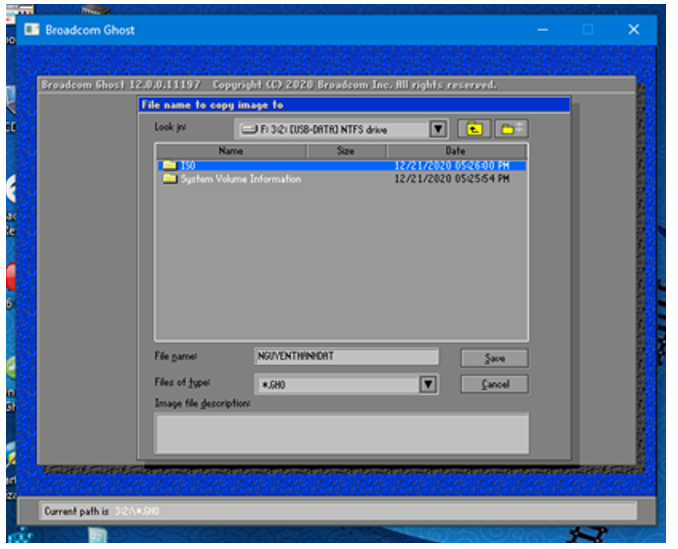 Broadcom Ghost
Broadcom Ghost 12.0.0.11197 Copyright (C) 2020 Broadcom Inc. All rights reserved.
File name to copy image to
Look in: F: 3:2: [USB-DATA] NTFS drive
Name Size Date
ISO 12/21/2020 05:26:00 PM
System Volume Information 12/21/2020 05:25:54 PM
File name: NGUYENTHANHDAT Save
Files of type: *.GHO Cancel
Image file description:
Current path is 3:2:\*.GHO